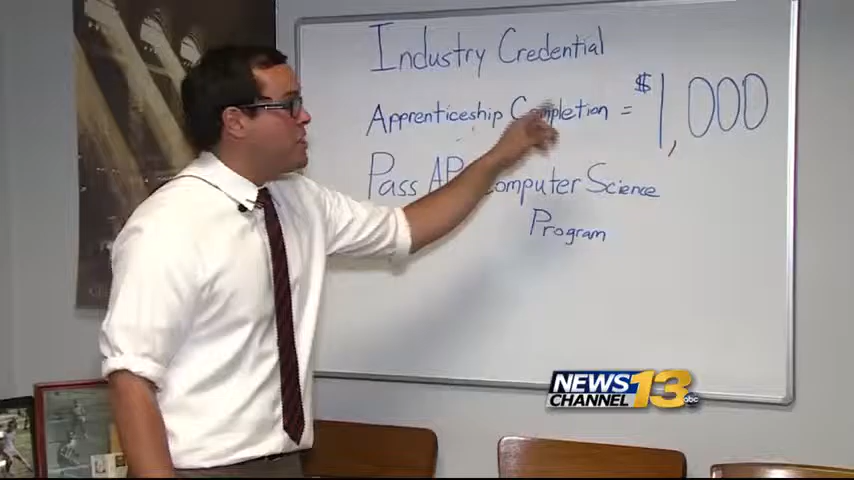 Industry Credential
Apprenticeship Completion = $1,000
Pass AP Computer Science
Program
NEWS 13
CHANNEL abc